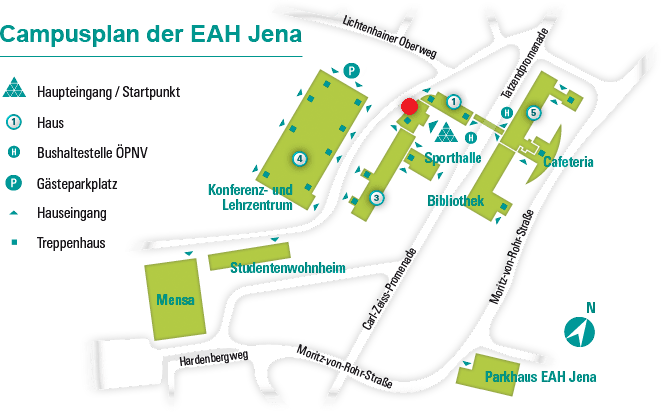 Campusplan der EAH Jena
Haupteingang / Startpunkt
1 Haus
H Bushaltestelle ÖPNV
P Gästeparkplatz
Hauseingang
Treppenhaus
Lichtenhainer Oberweg
Tatzendpromenade
P
1
H
5
H
4
3
Sporthalle
Cafeteria
Konferenz- und
Lehrzentrum
Bibliothek
Studentenwohnheim
Mensa
Carl-Zeiss-Promenade
Moritz-von-Rohr-Straße
N
Hardenbergweg
Moritz-von-Rohr-Straße
Parkhaus EAH Jena